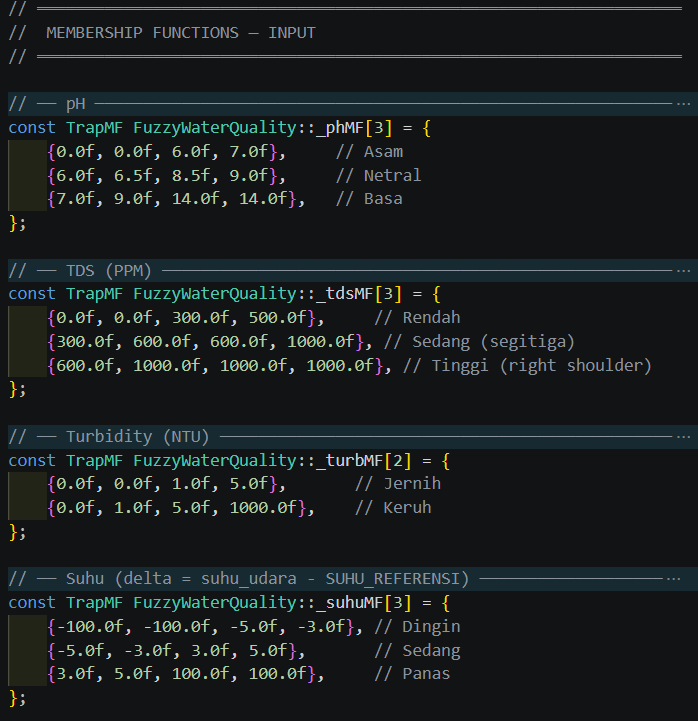 // ══════════════════════════════════════════════════════════════════
//  MEMBERSHIP FUNCTIONS — INPUT
// ══════════════════════════════════════════════════════════════════
// ── pH ──────────────────────────────────────────────────────────── ···
const TrapMF FuzzyWaterQuality::_phMF[3] = {
    {0.0f, 0.0f, 6.0f, 7.0f},     // Asam
    {6.0f, 6.5f, 8.5f, 9.0f},     // Netral
    {7.0f, 9.0f, 14.0f, 14.0f},   // Basa
};
// ── TDS (PPM) ───────────────────────────────────────────────────── ···
const TrapMF FuzzyWaterQuality::_tdsMF[3] = {
    {0.0f, 0.0f, 300.0f, 500.0f},     // Rendah
    {300.0f, 600.0f, 600.0f, 1000.0f}, // Sedang (segitiga)
    {600.0f, 1000.0f, 1000.0f, 1000.0f}, // Tinggi (right shoulder)
};
// ── Turbidity (NTU) ─────────────────────────────────────────────── ···
const TrapMF FuzzyWaterQuality::_turbMF[2] = {
    {0.0f, 0.0f, 1.0f, 5.0f},       // Jernih
    {0.0f, 1.0f, 5.0f, 1000.0f},    // Keruh
};
// ── Suhu (delta = suhu_udara - SUHU_REFERENSI) ─────────────────── ···
const TrapMF FuzzyWaterQuality::_suhuMF[3] = {
    {-100.0f, -100.0f, -5.0f, -3.0f}, // Dingin
    {-5.0f, -3.0f, 3.0f, 5.0f},       // Sedang
    {3.0f, 5.0f, 100.0f, 100.0f},     // Panas
};